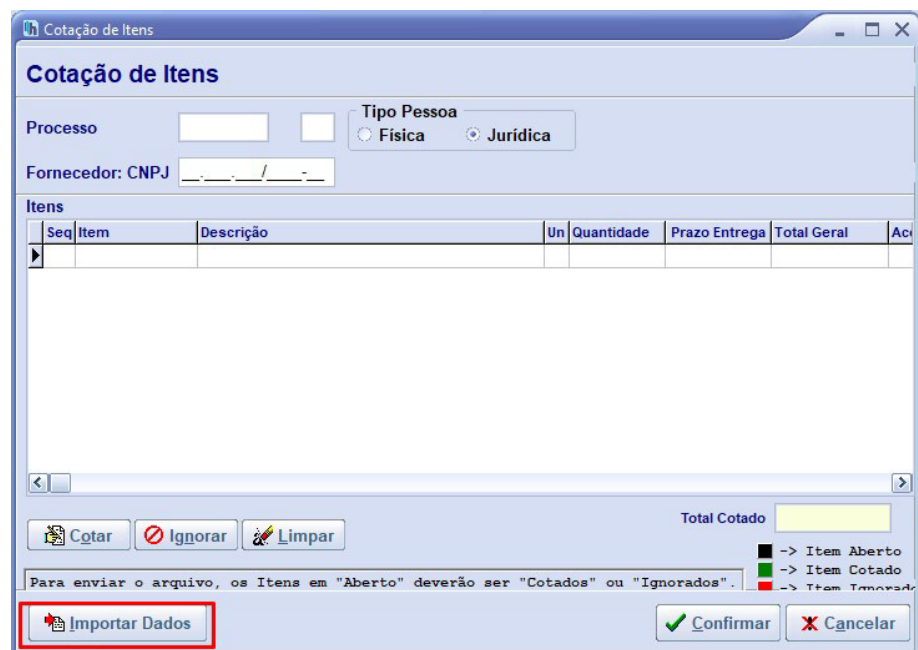 Cotação de Itens
Cotação de Itens
Processo
Tipo Pessoa
Física Jurídica
Fornecedor: CNPJ __.___.___/____-__
Itens
Seq Item Descrição Un Quantidade Prazo Entrega Total Geral
Cotar Ignorar Limpar
Total Cotado
-> Item Aberto
-> Item Cotado
-> Item Ignorado
Para enviar o arquivo, os Itens em "Aberto" deverão ser "Cotados" ou "Ignorados".
Importar Dados Confirmar Cancelar